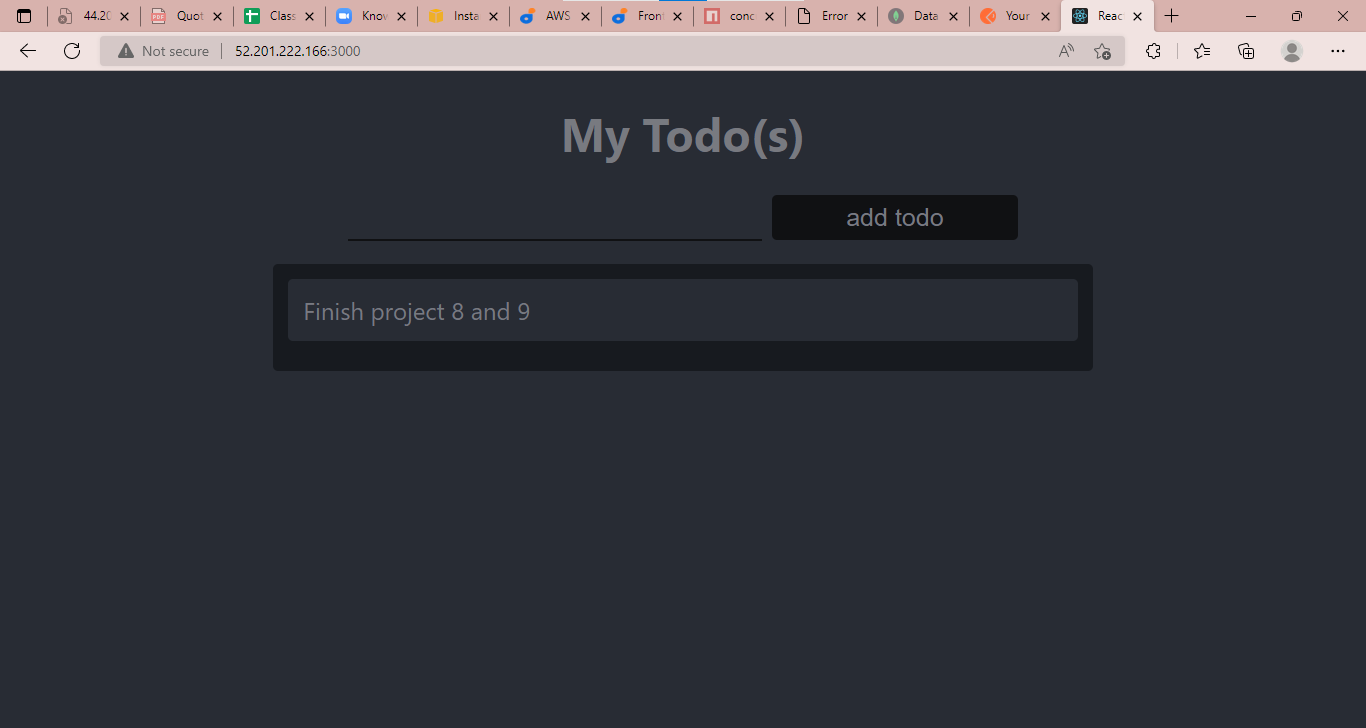 44.20 Quot Class Know Insta AWS Front conc Error Data Your Reac
Not secure 52.201.222.166:3000
My Todo(s)
add todo
Finish project 8 and 9